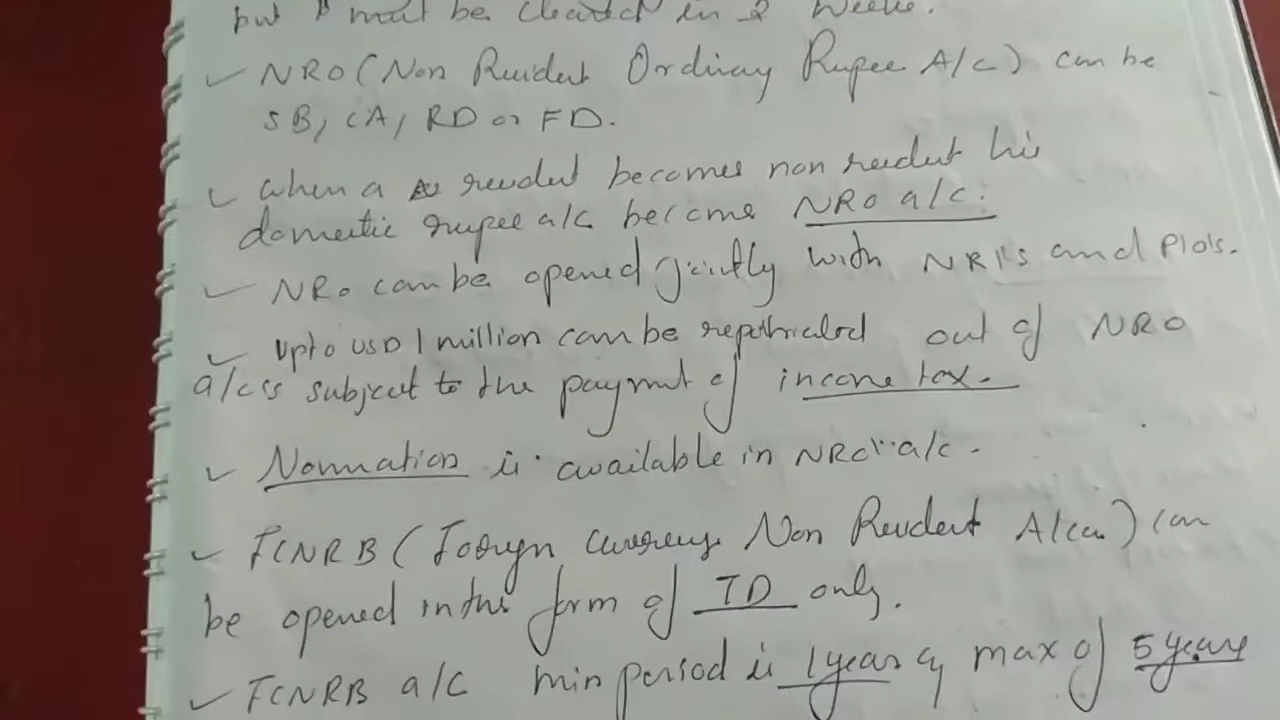 but it must be cleared in 2 weeks.
✓ NRO (Non Resident Ordinary Rupee A/c) can be
SB, CA, RD or FD.
✓ when a resident becomes non resident his
domestic rupee a/c become NRO a/c.
✓ NRO can be opened jointly with NRI's and PIO's.
✓ Upto USD 1 million can be repatriated out of NRO
a/cs subject to the payment of income tax.
✓ Nomination is available in NRO a/c.
✓ FCNRB (Foreign Currency Non Resident A/cs) can
be opened in the form of TD only.
✓ FCNRB a/c min period is 1 year & max of 5 years